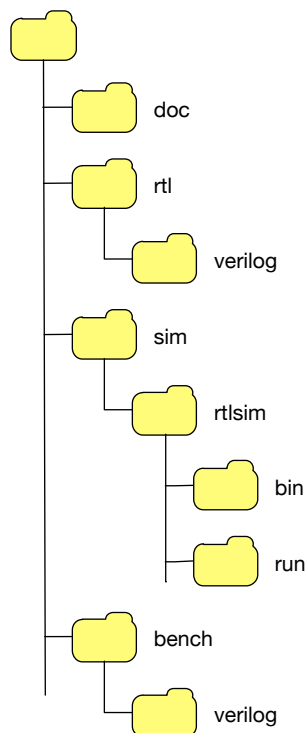 doc
rtl
verilog
sim
rtlsim
bin
run
bench
verilog